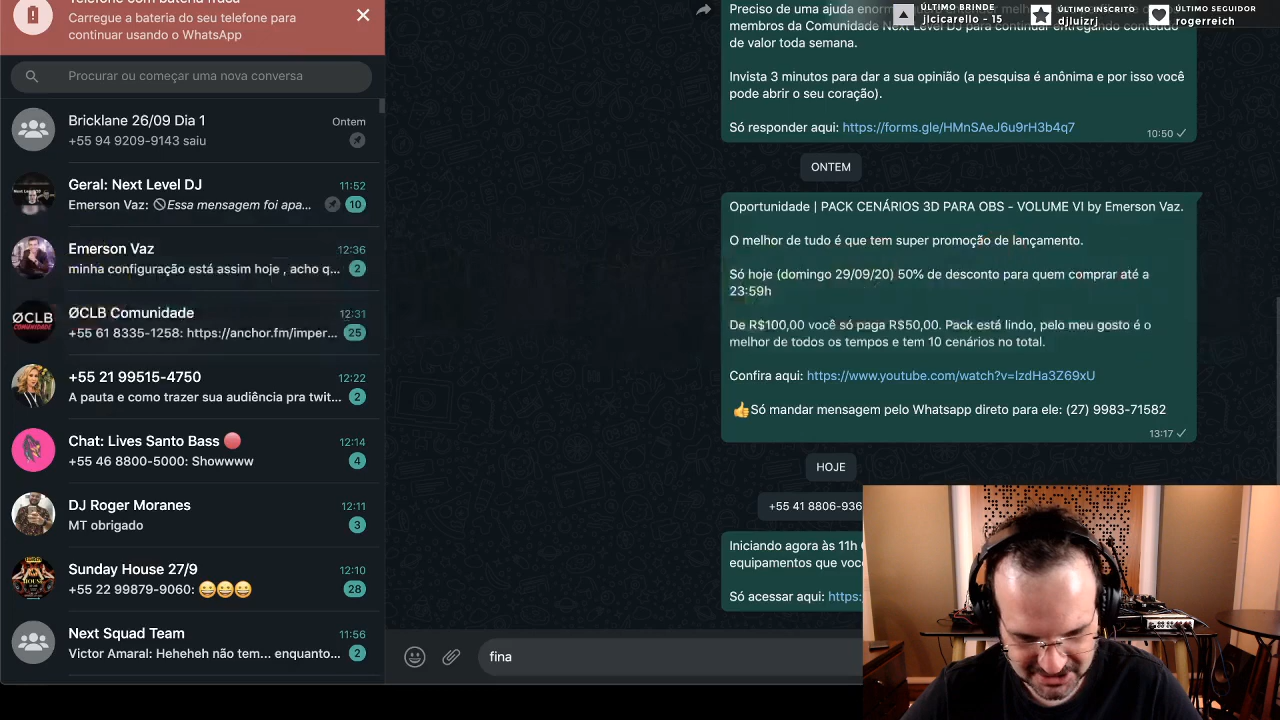 Telefone com bateria fraca
Carregue a bateria do seu telefone para
continuar usando o WhatsApp
Procurar ou começar uma nova conversa
Bricklane 26/09 Dia 1
Ontem
+55 94 9209-9143 saiu
Geral: Next Level DJ
11:52
Emerson Vaz: Essa mensagem foi apa...
10
Emerson Vaz
12:36
minha configuração está assim hoje , acho q...
2
ØCLB Comunidade
12:31
+55 61 8335-1258: https://anchor.fm/imper...
25
+55 21 99515-4750
12:22
A pauta e como trazer sua audiência pra twit...
2
Chat: Lives Santo Bass
12:14
+55 46 8800-5000: Showwww
4
DJ Roger Moranes
12:11
MT obrigado
3
Sunday House 27/9
12:10
+55 22 99879-9060: 😄😄😄
28
Next Squad Team
11:56
Victor Amaral: Heheheh não tem... enquanto...
2
ÚLTIMO BRINDE
jlcicarello - 15
ÚLTIMO INSCRITO
djluizrj
ÚLTIMO SEGUIDOR
rogerreich
Preciso de uma ajuda
membros da Comunidade Next Level DJ para continuar entregando conteúdo
de valor toda semana.
Invista 3 minutos para dar a sua opinião (a pesquisa é anônima e por isso você
pode abrir o seu coração).
Só responder aqui: https://forms.gle/HMnSAeJ6u9rH3b4q7
10:50
ONTEM
Oportunidade | PACK CENÁRIOS 3D PARA OBS - VOLUME VI by Emerson Vaz.
O melhor de tudo é que tem super promoção de lançamento.
Só hoje (domingo 29/09/20) 50% de desconto para quem comprar até a
23:59h
De R$100,00 você só paga R$50,00. Pack está lindo, pelo meu gosto é o
melhor de todos os tempos e tem 10 cenários no total.
Confira aqui: https://www.youtube.com/watch?v=lzdHa3Z69xU
👍Só mandar mensagem pelo Whatsapp direto para ele: (27) 9983-71582
13:17
HOJE
+55 41 8806-936
Iniciando agora às 11h
equipamentos que voc
Só acessar aqui: https:
fina
ØCLB
COMUNIDADE